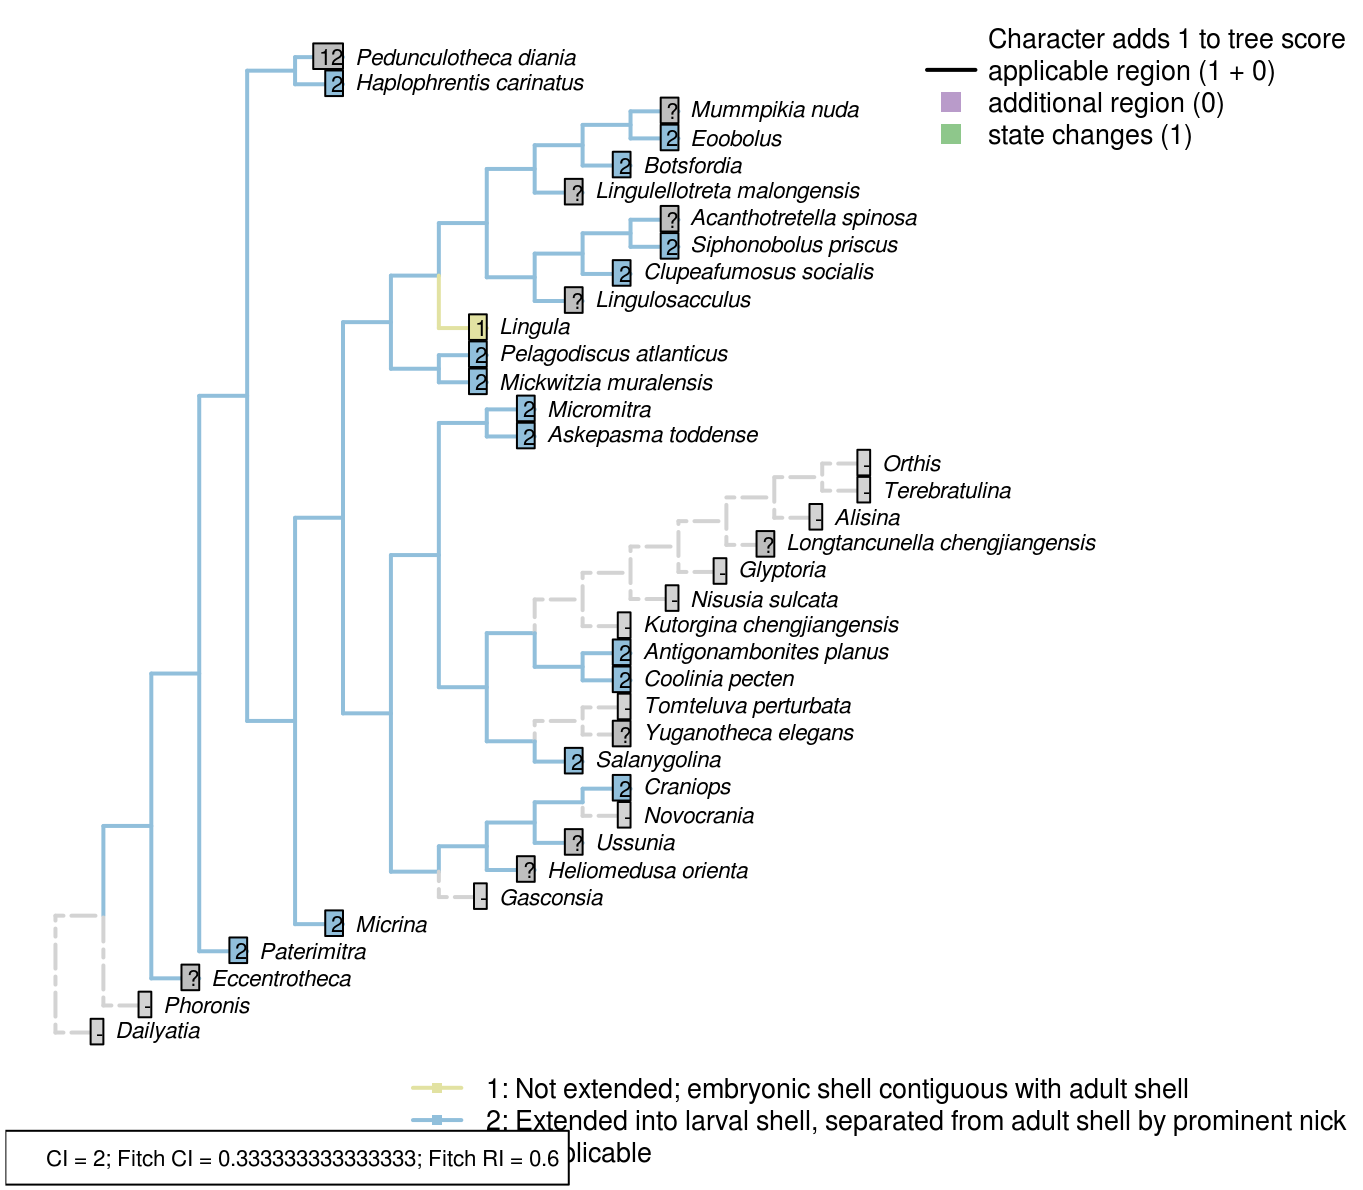 Character adds 1 to tree score
applicable region (1 + 0)
additional region (0)
state changes (1)
12 Pedunculotheca diania
2 Haplophrentis carinatus
? Mummpikia nuda
2 Eoobolus
2 Botsfordia
? Lingulellotreta malongensis
? Acanthotretella spinosa
2 Siphonobolus priscus
2 Clupeafumosus socialis
? Lingulosacculus
1 Lingula
2 Pelagodiscus atlanticus
2 Mickwitzia muralensis
2 Micromitra
2 Askepasma toddense
- Orthis
- Terebratulina
- Alisina
? Longtancunella chengjiangensis
- Glyptoria
- Nisusia sulcata
- Kutorgina chengjiangensis
2 Antigonambonites planus
2 Coolinia pecten
- Tomteluva perturbata
? Yuganotheca elegans
2 Salanygolina
2 Craniops
- Novocrania
? Ussunia
? Heliomedusa orienta
- Gasconsia
2 Micrina
2 Paterimitra
? Eccentrotheca
- Phoronis
- Dailyatia
1: Not extended; embryonic shell contiguous with adult shell
2: Extended into larval shell, separated from adult shell by prominent nick
plicable
CI = 2; Fitch CI = 0.333333333333333; Fitch RI = 0.6